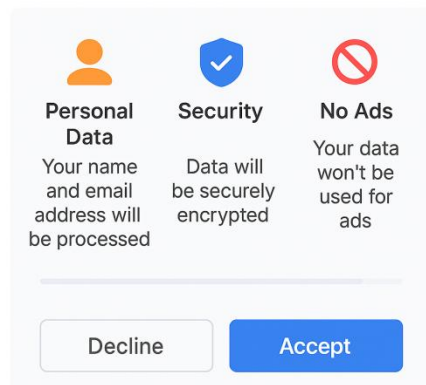 Personal
Data
Your name
and email
address will
be processed
Security
Data will
be securely
encrypted
No Ads
Your data
won't be
used for
ads
Decline
Accept